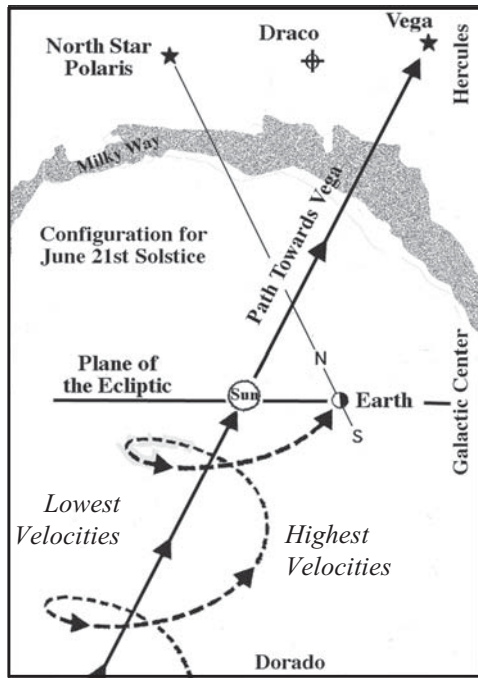 Vega
Draco
North Star
Polaris
Hercules
Milky Way
Configuration for
June 21st Solstice
Path Towards Vega
N
Plane of
the Ecliptic
Sun
Earth
S
Galactic Center
Lowest
Velocities
Highest
Velocities
Dorado